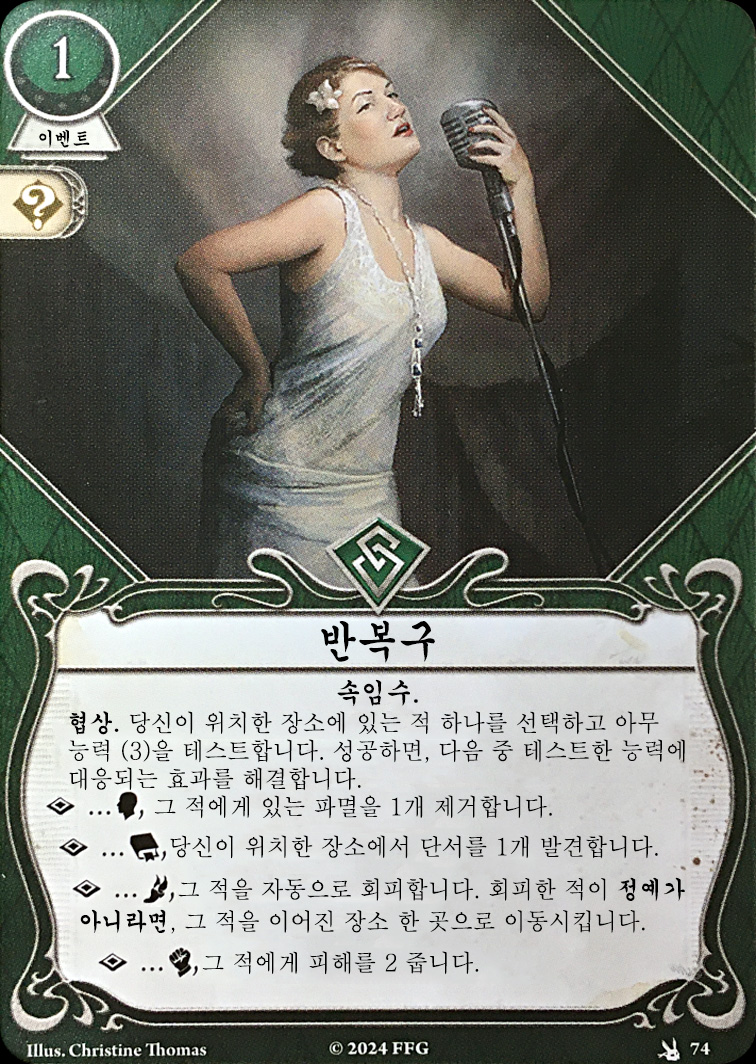 1
이벤트
?
반복구
속임수.
협상. 당신이 위치한 장소에 있는 적 하나를 선택하고 아무
능력 (3)을 테스트합니다. 성공하면, 다음 중 테스트한 능력에
대응되는 효과를 해결합니다.
..., 그 적에게 있는 파멸을 1개 제거합니다.
...,당신이 위치한 장소에서 단서를 1개 발견합니다.
...,그 적을 자동으로 회피합니다. 회피한 적이 정예가
아니라면, 그 적을 이어진 장소 한 곳으로 이동시킵니다.
...,그 적에게 피해를 2 줍니다.
Illus. Christine Thomas
© 2024 FFG
74